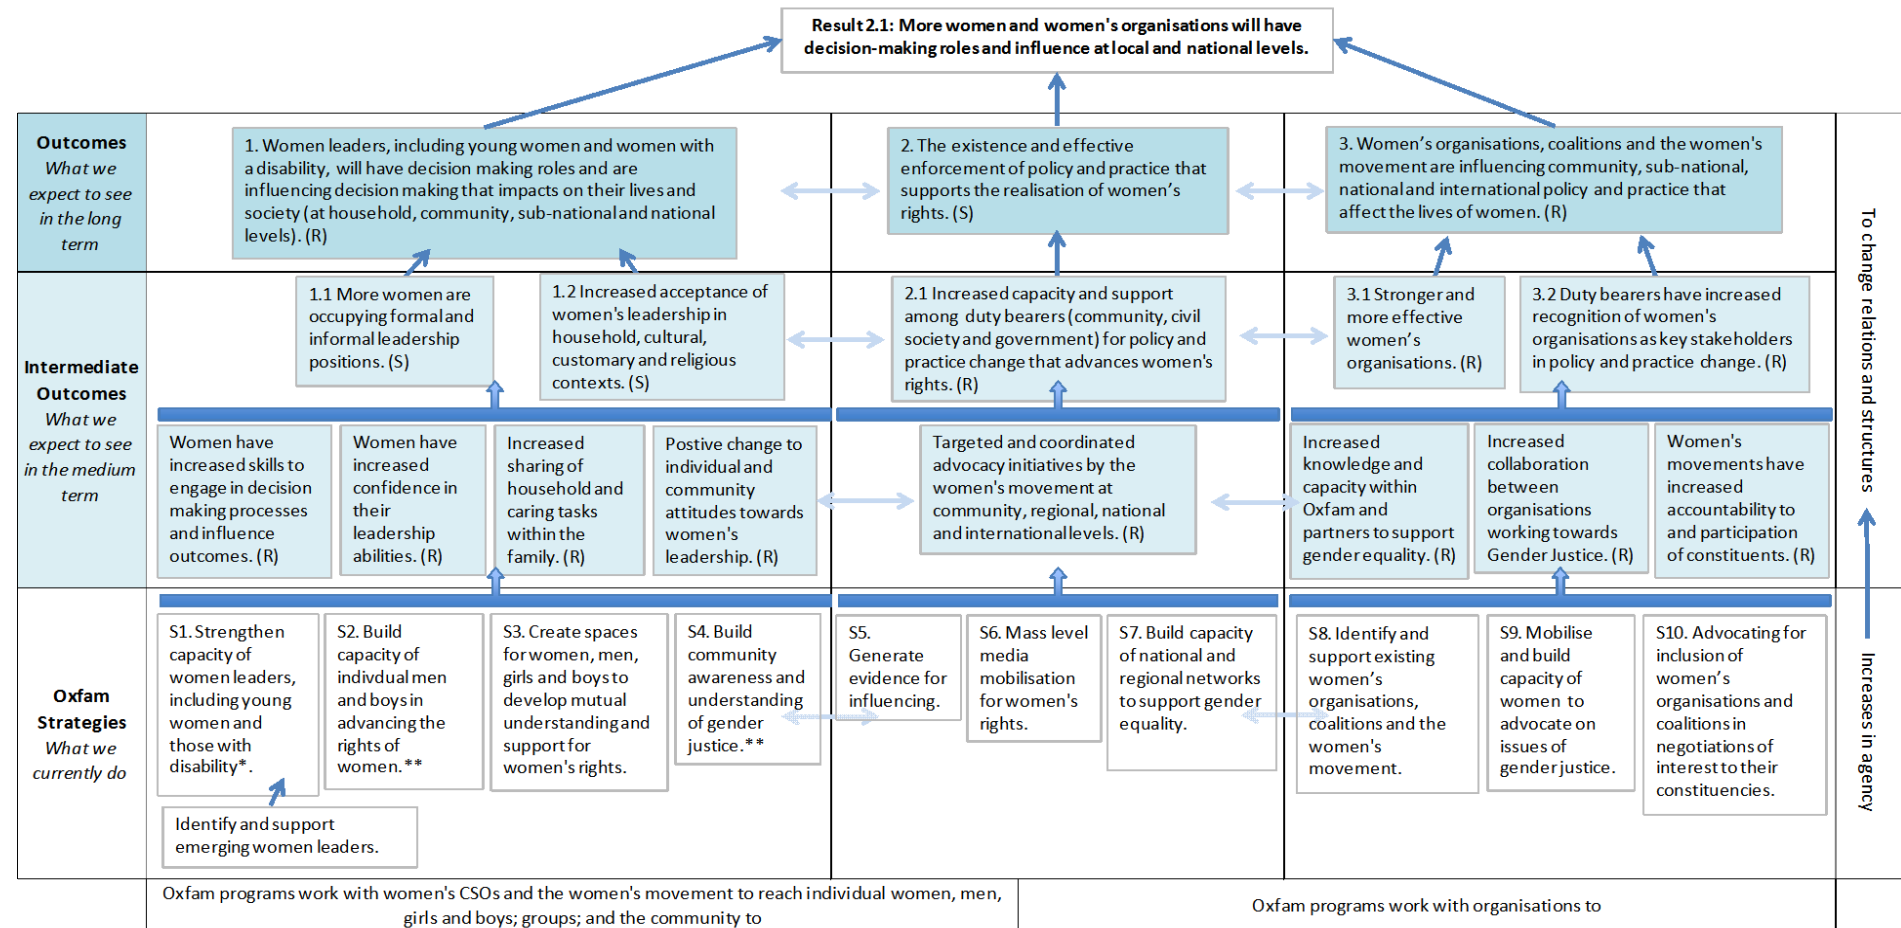 Result 2.1: More women and women's organisations will have
decision-making roles and influence at local and national levels.
Outcomes
What we
expect to see
in the long
term
1. Women leaders, including young women and women with
a disability, will have decision making roles and are
influencing decision making that impacts on their lives and
society (at household, community, sub-national and national
levels). (R)
2. The existence and effective
enforcement of policy and practice that
supports the realisation of women’s
rights. (S)
3. Women’s organisations, coalitions and the women's
movement are influencing community, sub-national,
national and international policy and practice that
affect the lives of women. (R)
Intermediate
Outcomes
What we
expect to see
in the medium
term
1.1 More women are
occupying formal and
informal leadership
positions. (S)
1.2 Increased acceptance of
women's leadership in
household, cultural,
customary and religious
contexts. (S)
2.1 Increased capacity and support
among duty bearers (community, civil
society and government) for policy and
practice change that advances women's
rights. (R)
3.1 Stronger and
more effective
women’s
organisations. (R)
3.2 Duty bearers have increased
recognition of women's
organisations as key stakeholders
in policy and practice change. (R)
Women have
increased skills to
engage in decision
making processes
and influence
outcomes. (R)
Women have
increased
confidence in
their
leadership
abilities. (R)
Increased
sharing of
household and
caring tasks
within the
family. (R)
Postive change to
individual and
community
attitudes towards
women's
leadership. (R)
Targeted and coordinated
advocacy initiatives by the
women's movement at
community, regional, national
and international levels. (R)
Increased
knowledge and
capacity within
Oxfam and
partners to support
gender equality. (R)
Increased
collaboration
between
organisations
working towards
Gender Justice. (R)
Women's
movements have
increased
accountability to
and participation
of constituents. (R)
Oxfam
Strategies
What we
currently do
S1. Strengthen
capacity of
women leaders,
including young
women and
those with
disability*.
S2. Build
capacity of
indivdual men
and boys in
advancing the
rights of
women.**
S3. Create spaces
for women, men,
girls and boys to
develop mutual
understanding and
support for
women's rights.
S4. Build
community
awareness and
understanding
of gender
justice.**
S5.
Generate
evidence for
influencing.
S6. Mass level
media
mobilisation
for women's
rights.
S7. Build capacity
of national and
regional networks
to support gender
equality.
S8. Identify and
support existing
women’s
organisations,
coalitions and the
women's
movement.
S9. Mobilise
and build
capacity of
women to
advocate on
issues of
gender justice.
S10. Advocating for
inclusion of
women’s
organisations and
coalitions in
negotiations of
interest to their
constituencies.
Identify and support
emerging women leaders.
To change relations and structures
Increases in agency
Oxfam programs work with women's CSOs and the women's movement to reach individual women, men,
girls and boys; groups; and the community to
Oxfam programs work with organisations to